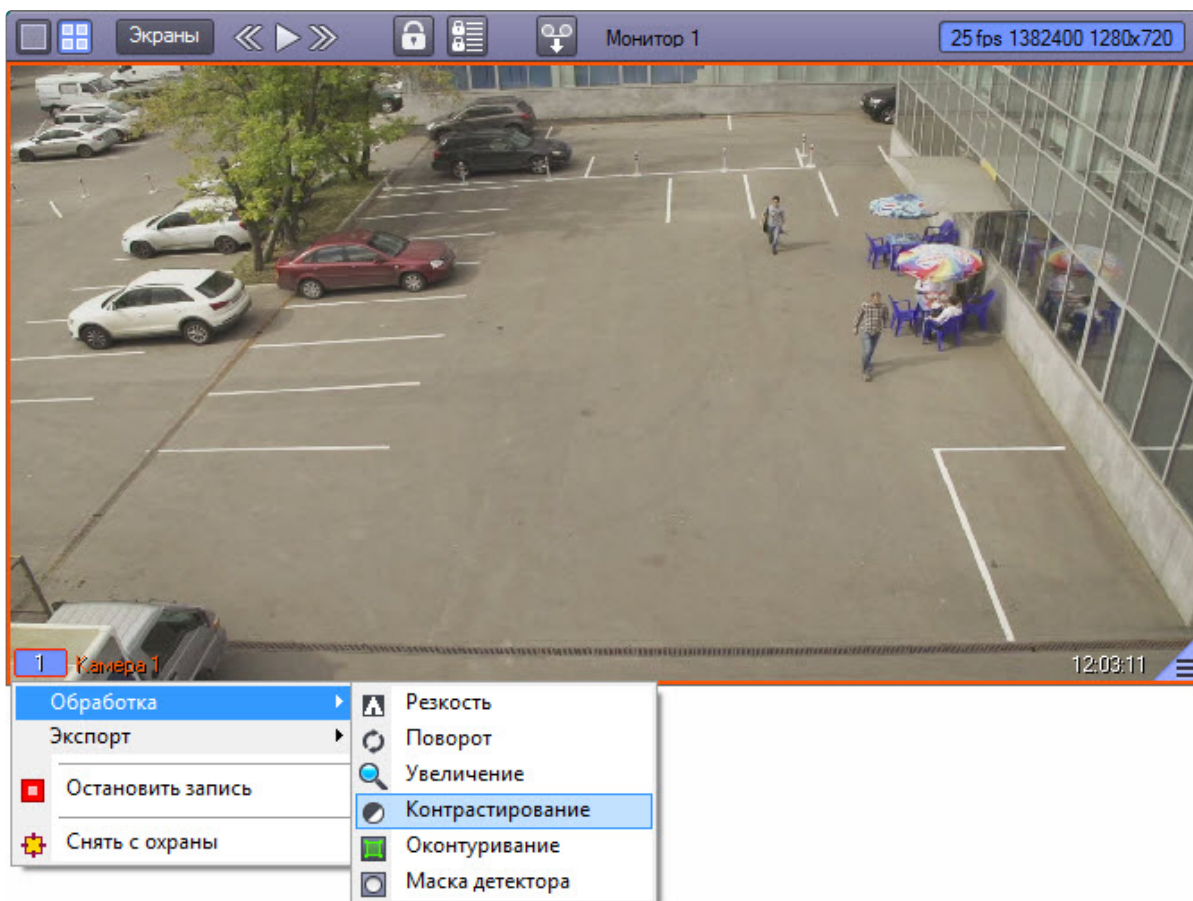 Экраны Монитор 1 25 fps 1382400 1280x720
1 Камера 1 12:03:11
Обработка
Экспорт
Остановить запись
Снять с охраны
Резкость
Поворот
Увеличение
Контрастирование
Оконтуривание
Маска детектора